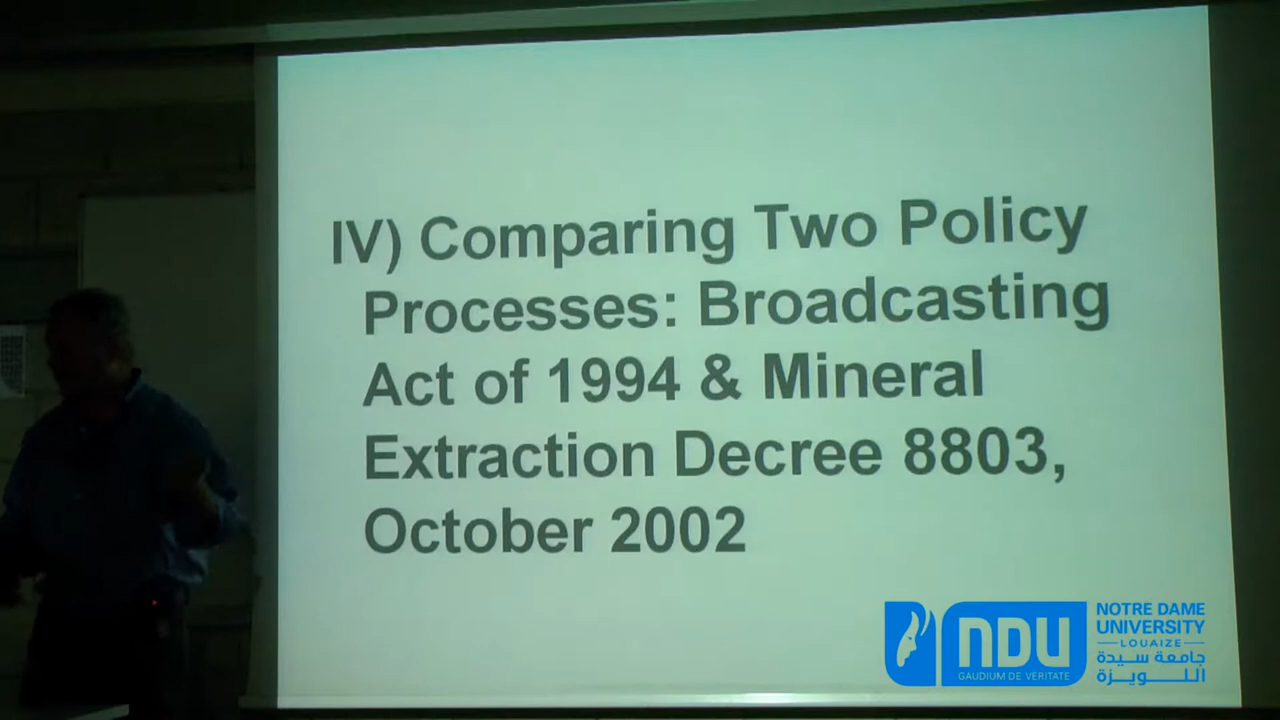 IV) Comparing Two Policy
Processes: Broadcasting
Act of 1994 & Mineral
Extraction Decree 8803,
October 2002
NDU
GAUDIUM DE VERITATE
NOTRE DAME
UNIVERSITY
LOUAIZE
جامعة سيدة
اللويزة